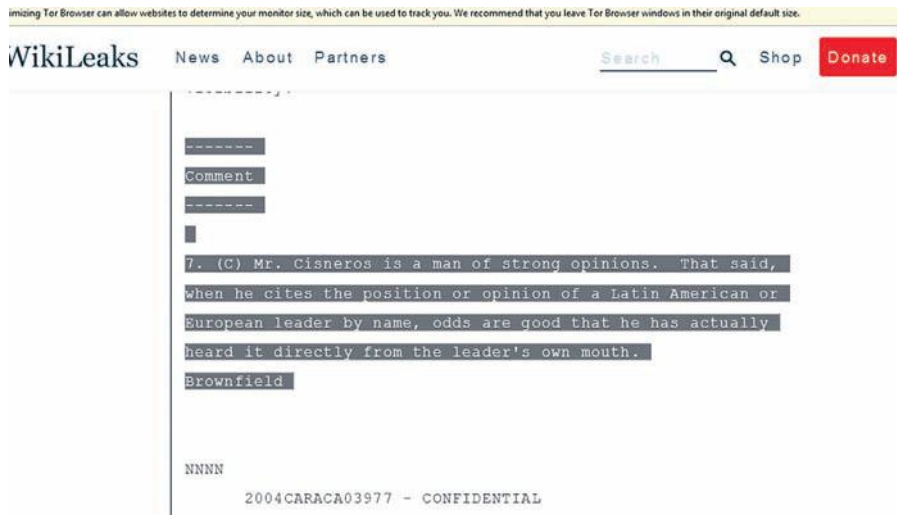 imizing Tor Browser can allow websites to determine your monitor size, which can be used to track you. We recommend that you leave Tor Browser windows in their original default size.
WikiLeaks News About Partners Search Shop Donate
-------
Comment
-------
7. (C) Mr. Cisneros is a man of strong opinions. That said,
when he cites the position or opinion of a Latin American or
European leader by name, odds are good that he has actually
heard it directly from the leader's own mouth.
Brownfield
NNNN
2004CARACA03977 - CONFIDENTIAL